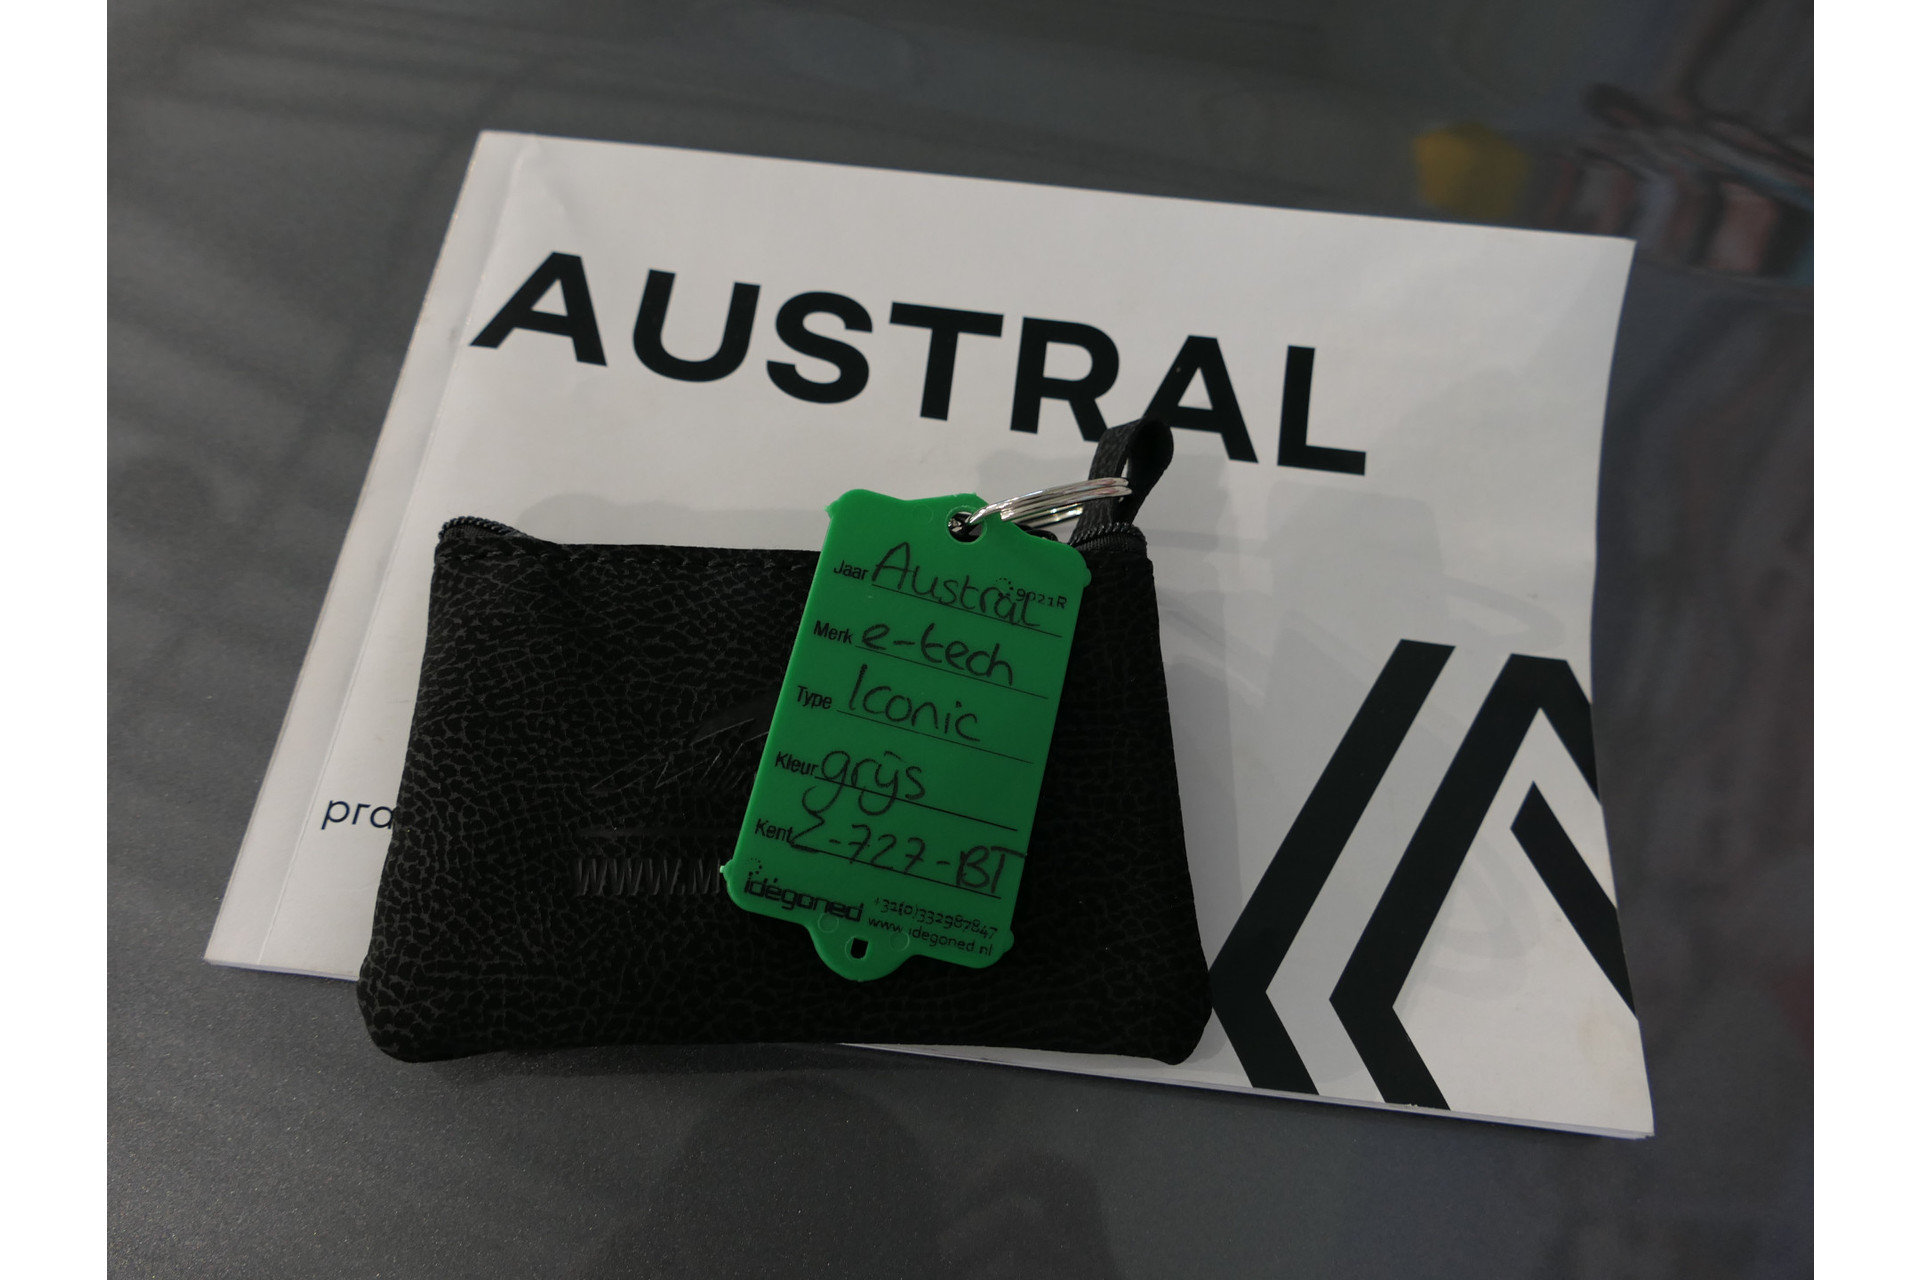 AUSTRAL
Jaar Austral
9021R
Merk e-tech
Type Iconic
Kleur grijs
Kent Z-727-BT
idegoned +31(0)332987847
www.idegoned.nl